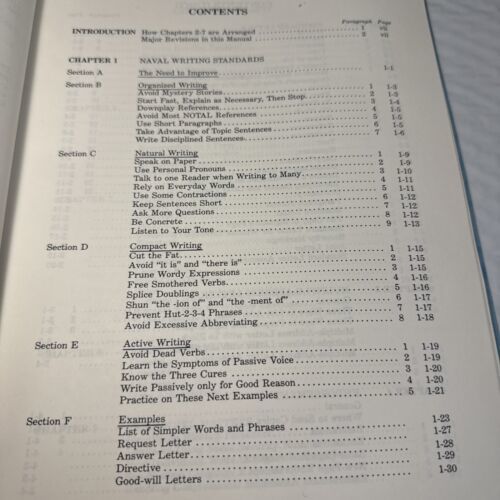 CONTENTS
Paragraph Page
INTRODUCTION How Chapters 2-7 are Arranged 1 vii
Major Revisions in this Manual 2 vii
CHAPTER 1 NAVAL WRITING STANDARDS
Section A The Need to Improve 1-1
Section B Organized Writing
Avoid Mystery Stories 1 1-3
Start Fast, Explain as Necessary, Then Stop 2 1-3
Downplay References 3 1-4
Avoid Most NOTAL References 4 1-5
Use Short Paragraphs 5 1-5
Take Advantage of Topic Sentences 6 1-5
Write Disciplined Sentences 7 1-6
Section C Natural Writing
Speak on Paper 1 1-9
Use Personal Pronouns 2 1-9
Talk to one Reader when Writing to Many 3 1-10
Rely on Everyday Words 4 1-11
Use Some Contractions 5 1-11
Keep Sentences Short 6 1-12
Ask More Questions 7 1-12
Be Concrete 8 1-12
Listen to Your Tone 9 1-13
Section D Compact Writing
Cut the Fat 1 1-15
Avoid "it is" and "there is" 2 1-15
Prune Wordy Expressions 3 1-15
Free Smothered Verbs 4 1-16
Splice Doublings 5 1-16
Shun "the -ion of" and "the -ment of" 6 1-17
Prevent Hut-2-3-4 Phrases 7 1-17
Avoid Excessive Abbreviating 8 1-18
Section E Active Writing
Avoid Dead Verbs 1 1-19
Learn the Symptoms of Passive Voice 2 1-19
Know the Three Cures 3 1-20
Write Passively only for Good Reason 4 1-20
Practice on These Next Examples 5 1-21
Section F Examples
List of Simpler Words and Phrases 1-23
Request Letter 1-27
Answer Letter 1-28
Directive 1-29
Good-will Letters 1-30